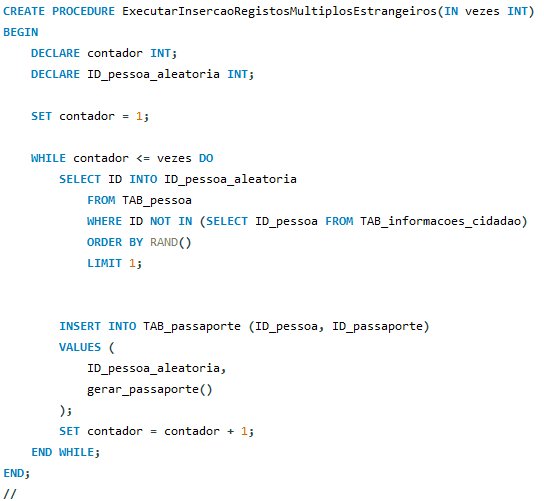 CREATE PROCEDURE ExecutarInsercaoRegistosMultiplosEstrangeiros(IN vezes INT)
BEGIN
    DECLARE contador INT;
    DECLARE ID_pessoa_aleatoria INT;

    SET contador = 1;

    WHILE contador <= vezes DO
        SELECT ID INTO ID_pessoa_aleatoria
            FROM TAB_pessoa
            WHERE ID NOT IN (SELECT ID_pessoa FROM TAB_informacoes_cidadao)
            ORDER BY RAND()
            LIMIT 1;


        INSERT INTO TAB_passaporte (ID_pessoa, ID_passaporte)
        VALUES (
            ID_pessoa_aleatoria,
            gerar_passaporte()
        );
        SET contador = contador + 1;
    END WHILE;
END;
//